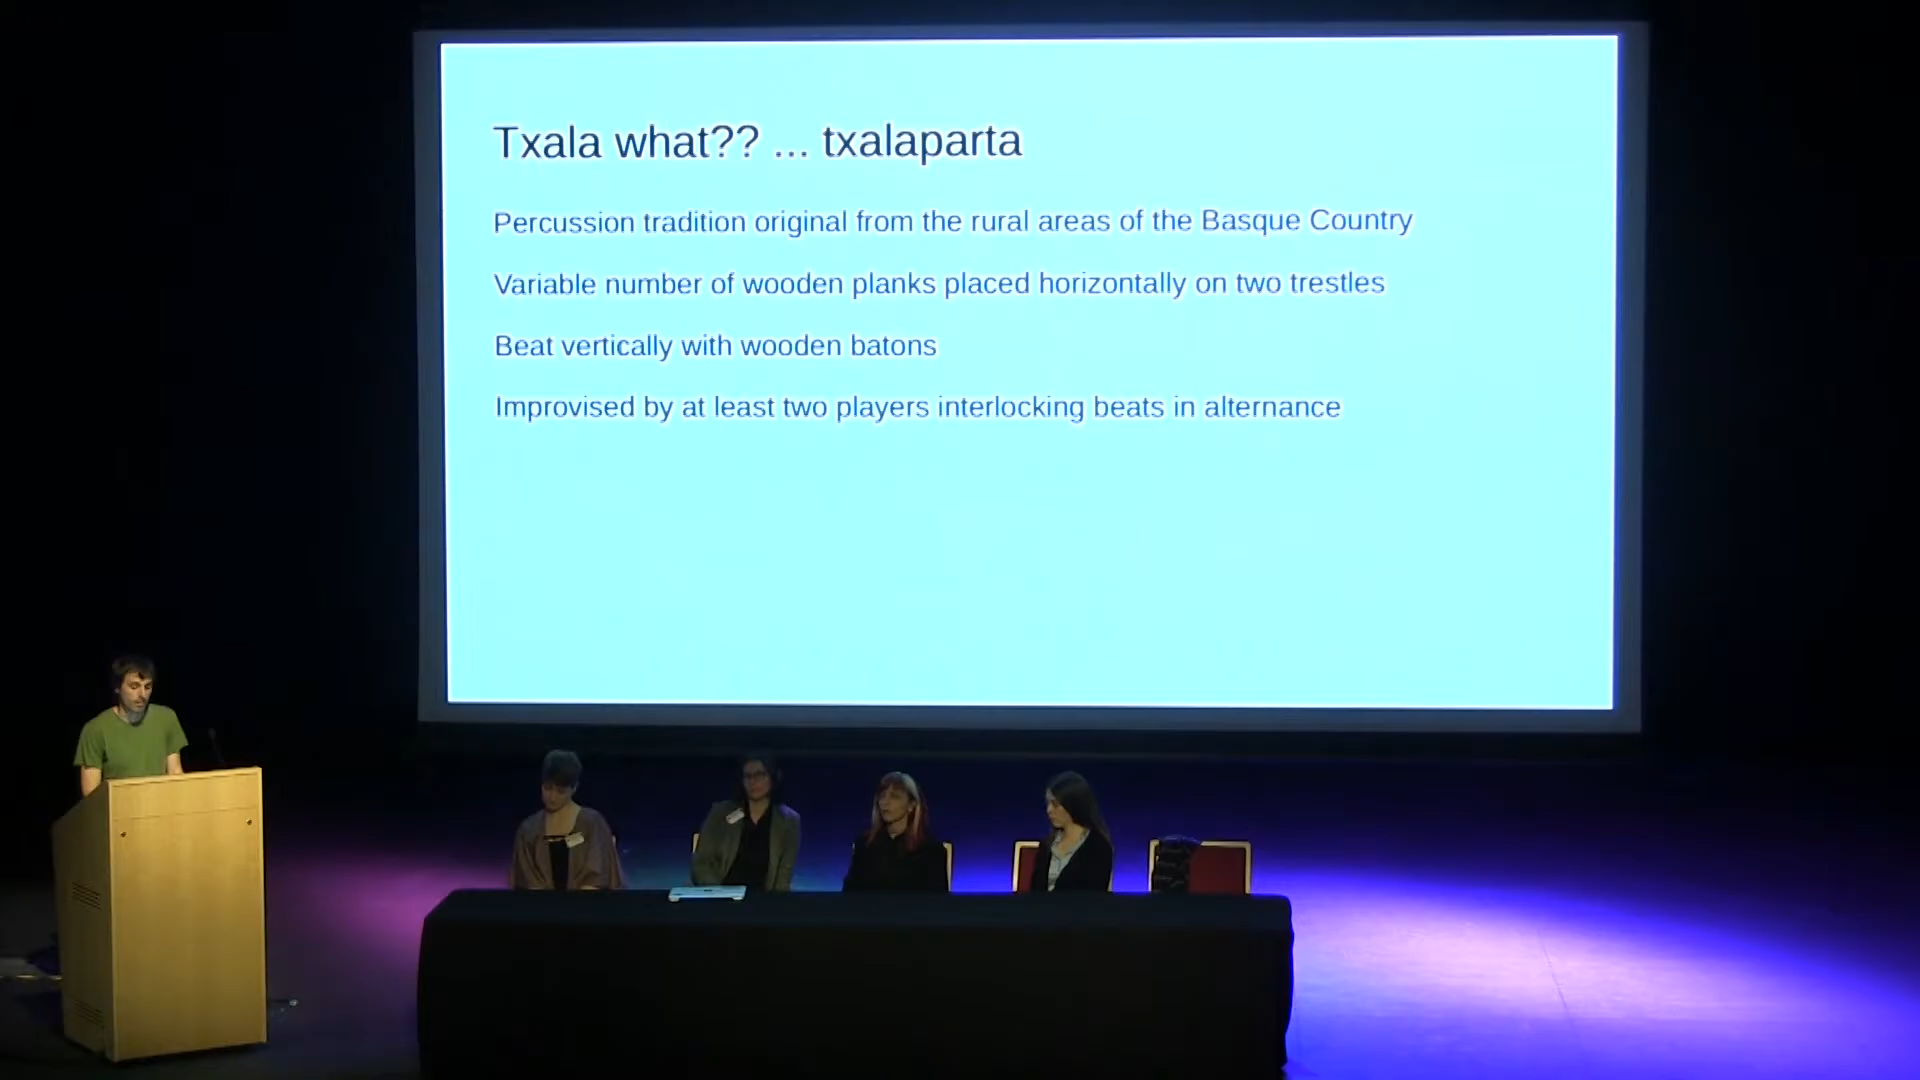 Txala what?? ... txalaparta
Percussion tradition original from the rural areas of the Basque Country
Variable number of wooden planks placed horizontally on two trestles
Beat vertically with wooden batons
Improvised by at least two players interlocking beats in alternance